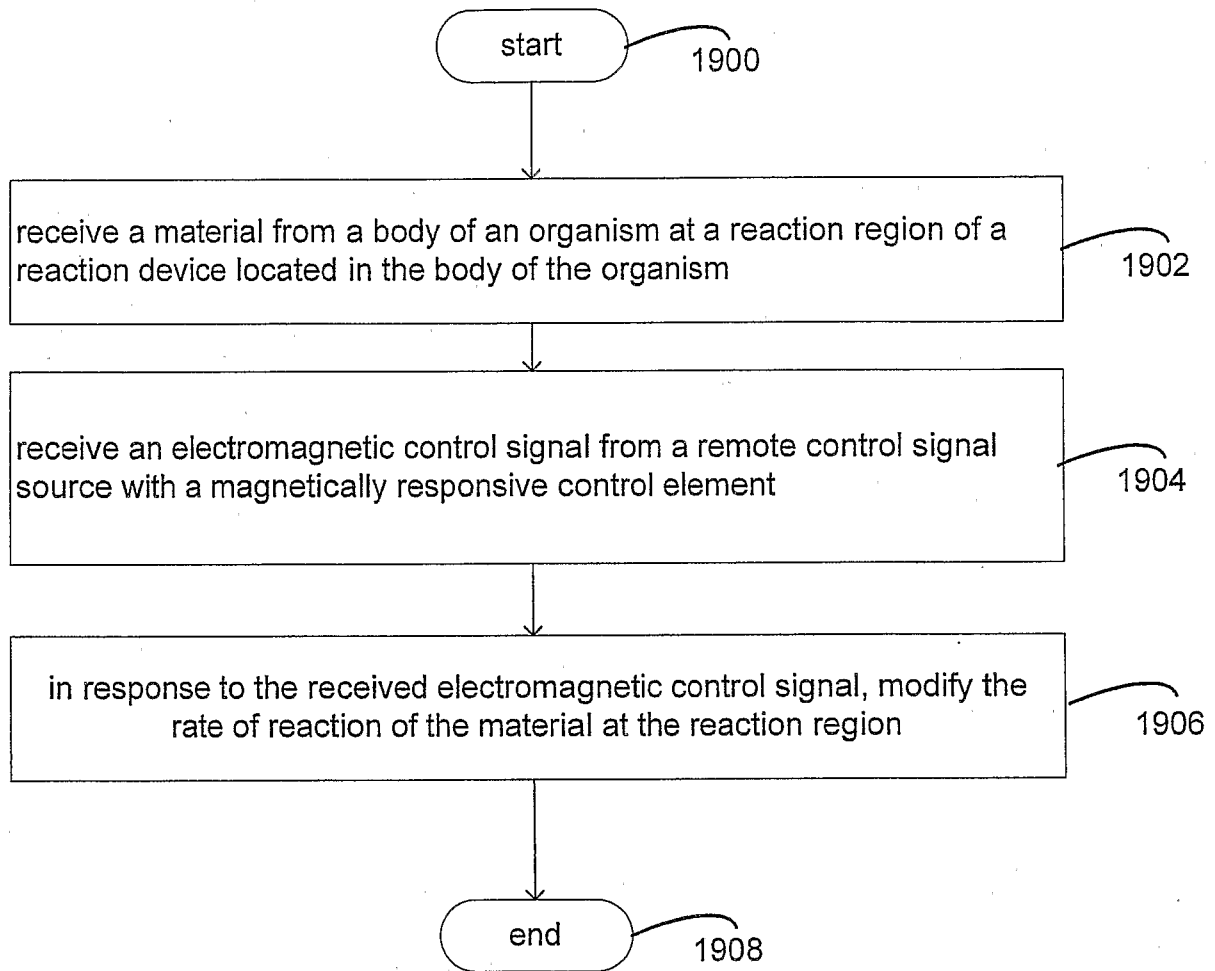 start
1900
receive a material from a body of an organism at a reaction region of a
reaction device located in the body of the organism
1902
receive an electromagnetic control signal from a remote control signal
source with a magnetically responsive control element
1904
in response to the received electromagnetic control signal, modify the
rate of reaction of the material at the reaction region
1906
end
1908